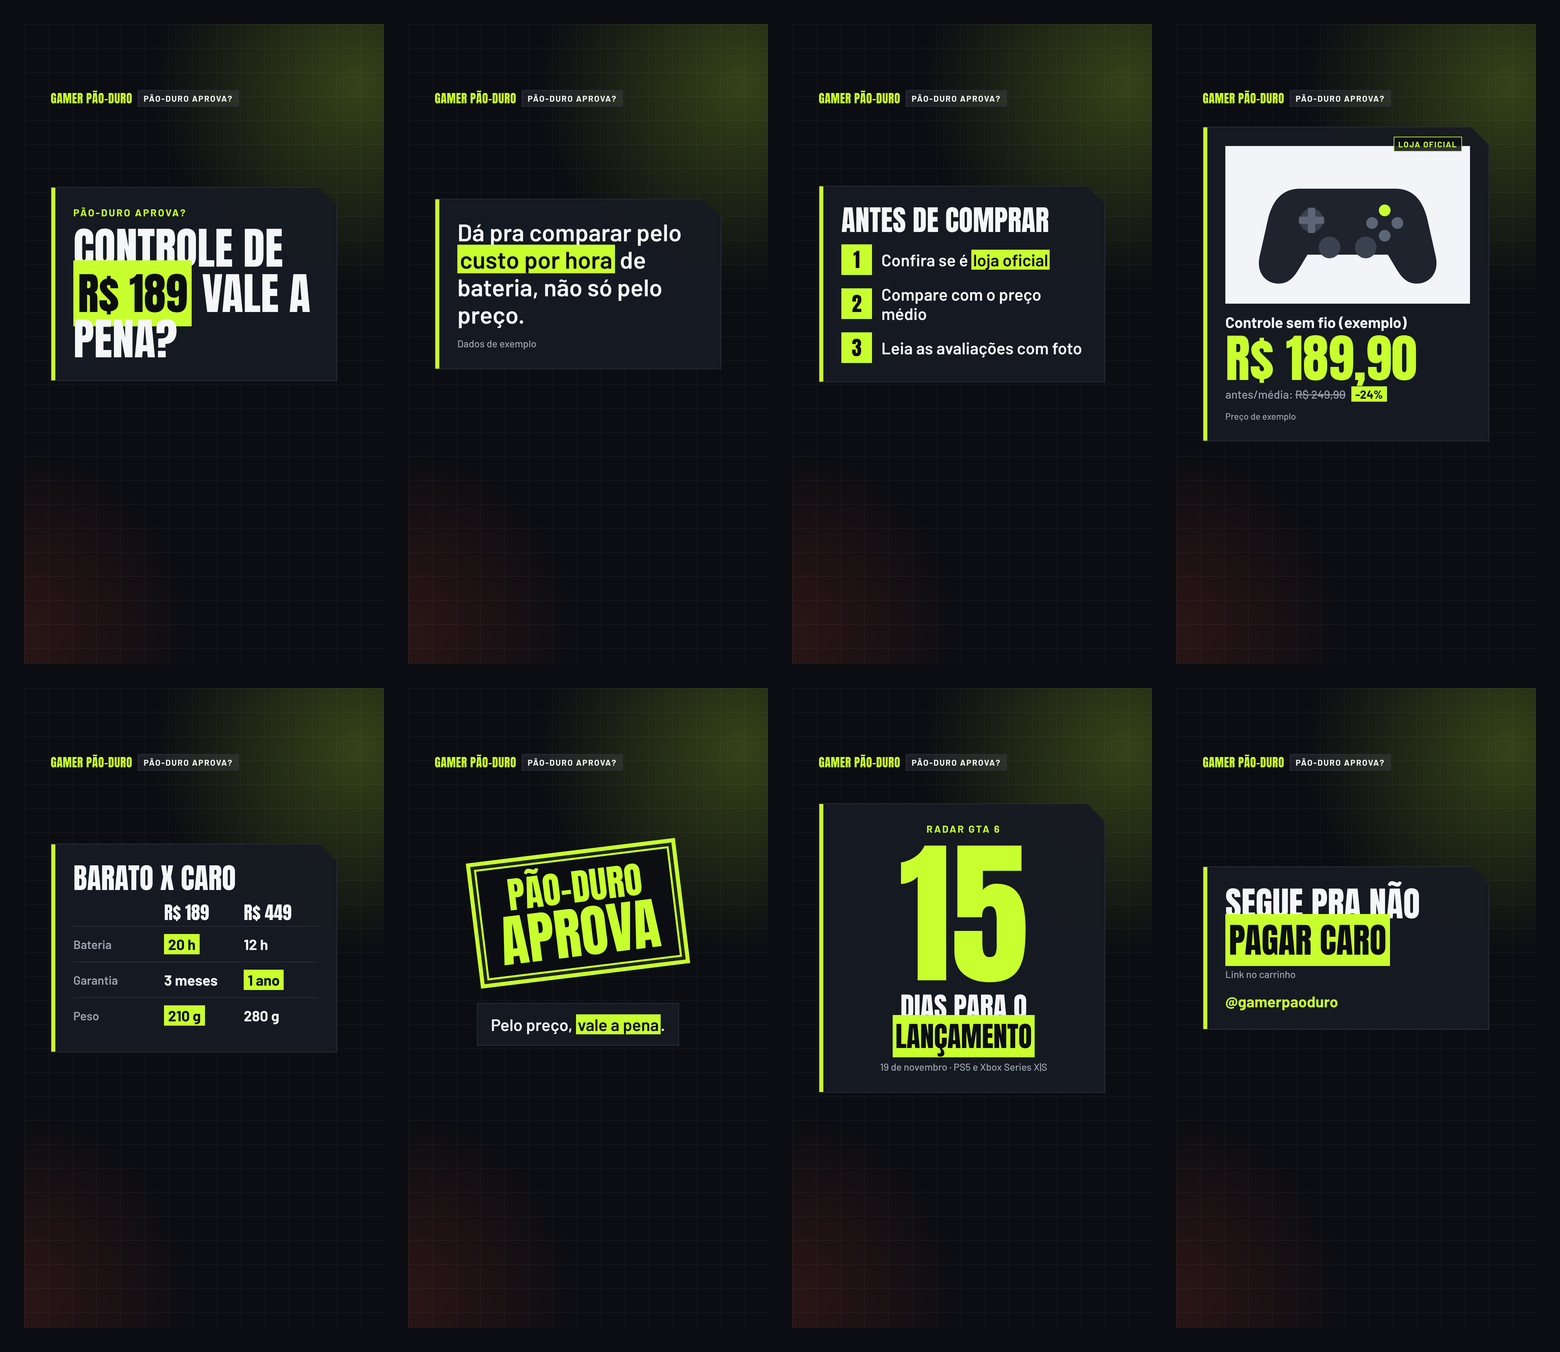 GAMER PÃO-DURO PÃO-DURO APROVA?
PÃO-DURO APROVA?
CONTROLE DE
R$ 189 VALE A
PENA?
GAMER PÃO-DURO PÃO-DURO APROVA?
Dá pra comparar pelo
custo por hora de
bateria, não só pelo
preço.
Dados de exemplo
GAMER PÃO-DURO PÃO-DURO APROVA?
ANTES DE COMPRAR
1 Confira se é loja oficial
2 Compare com o preço
médio
3 Leia as avaliações com foto
GAMER PÃO-DURO PÃO-DURO APROVA?
LOJA OFICIAL
Controle sem fio (exemplo)
R$ 189,90
antes/média: R$ 249,90 -24%
Preço de exemplo
GAMER PÃO-DURO PÃO-DURO APROVA?
BARATO X CARO
R$ 189 R$ 449
Bateria 20 h 12 h
Garantia 3 meses 1 ano
Peso 210 g 280 g
GAMER PÃO-DURO PÃO-DURO APROVA?
PÃO-DURO
APROVA
Pelo preço, vale a pena.
GAMER PÃO-DURO PÃO-DURO APROVA?
RADAR GTA 6
15
DIAS PARA O
LANÇAMENTO
19 de novembro · PS5 e Xbox Series X|S
GAMER PÃO-DURO PÃO-DURO APROVA?
SEGUE PRA NÃO
PAGAR CARO
Link no carrinho
@gamerpaoduro